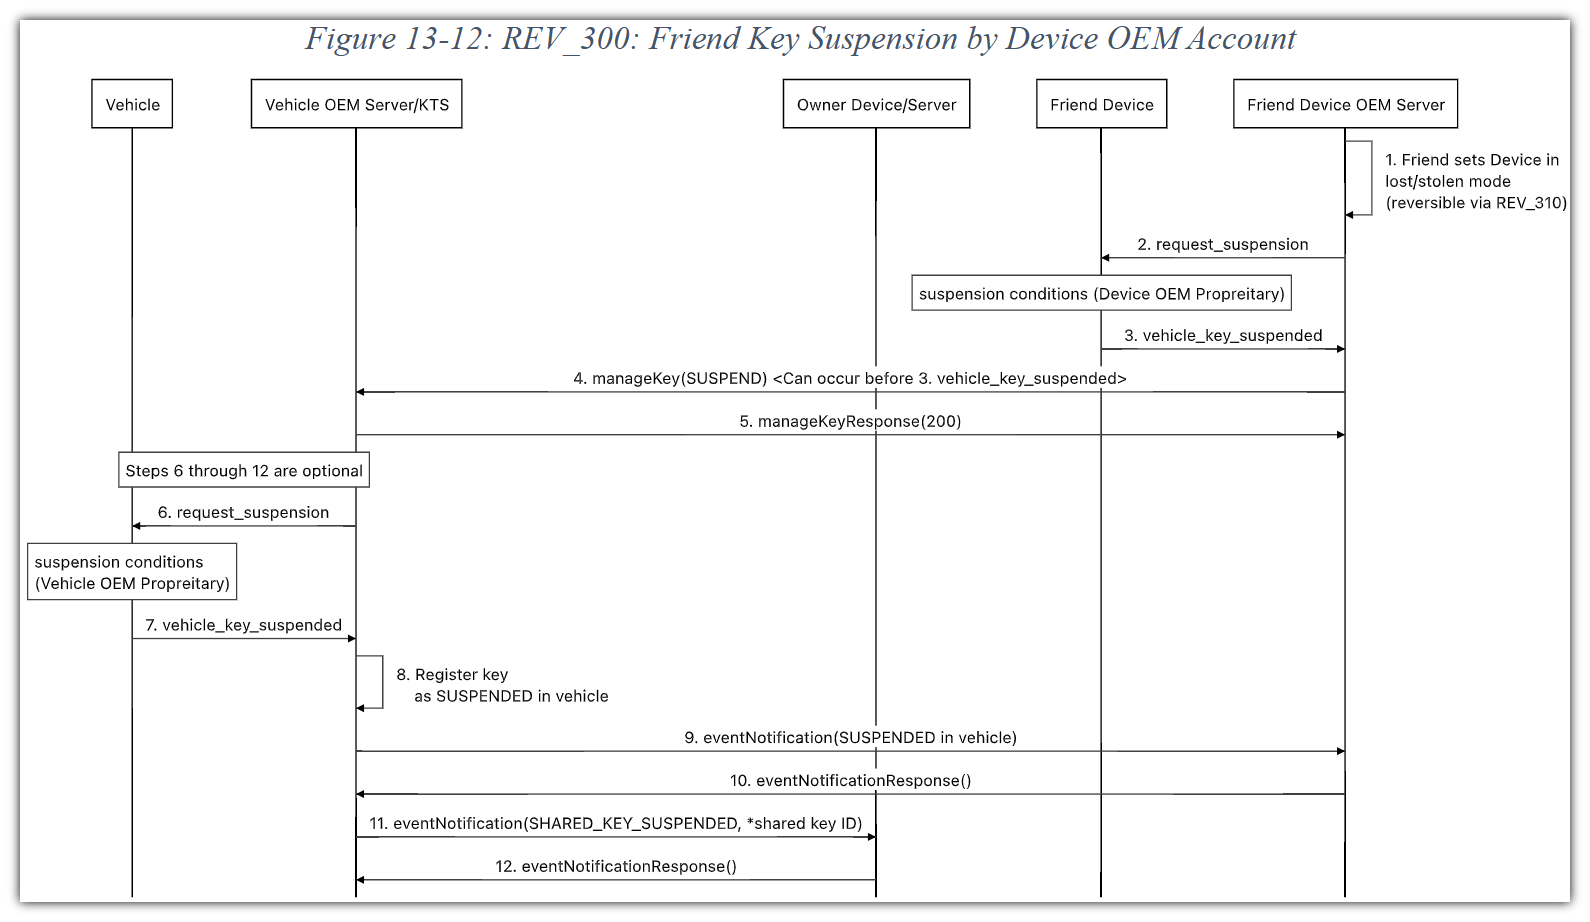 Figure 13-12: REV_300: Friend Key Suspension by Device OEM Account
Vehicle
Vehicle OEM Server/KTS
Owner Device/Server
Friend Device
Friend Device OEM Server
1. Friend sets Device in
lost/stolen mode
(reversible via REV_310)
2. request_suspension
suspension conditions (Device OEM Propreitary)
3. vehicle_key_suspended
4. manageKey(SUSPEND) <Can occur before 3. vehicle_key_suspended>
5. manageKeyResponse(200)
Steps 6 through 12 are optional
6. request_suspension
suspension conditions
(Vehicle OEM Propreitary)
7. vehicle_key_suspended
8. Register key
as SUSPENDED in vehicle
9. eventNotification(SUSPENDED in vehicle)
10. eventNotificationResponse()
11. eventNotification(SHARED_KEY_SUSPENDED, *shared key ID)
12. eventNotificationResponse()